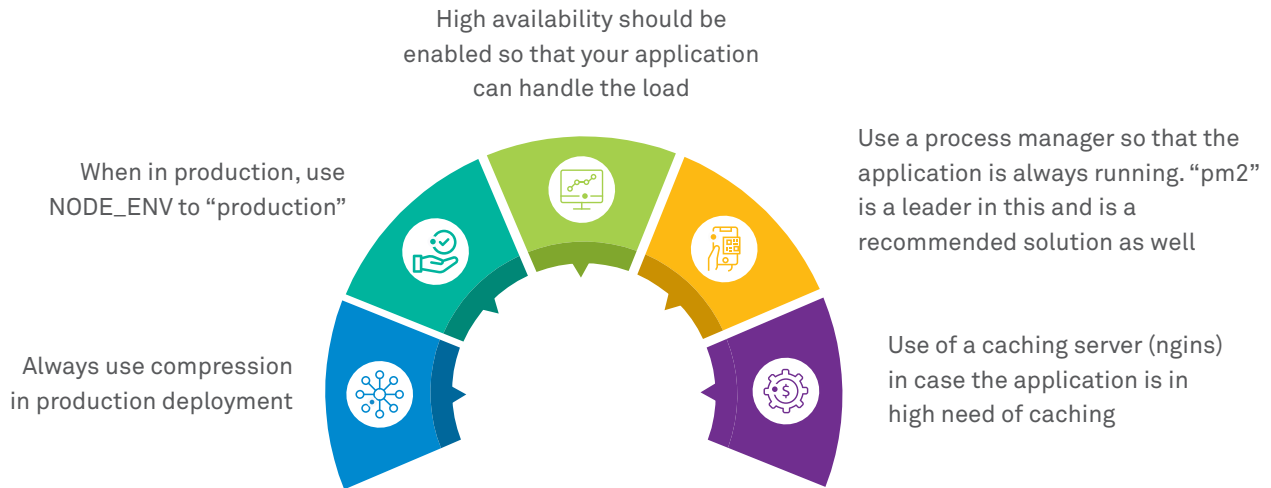 High availability should be
enabled so that your application
can handle the load
When in production, use
NODE_ENV to “production”
Use a process manager so that the
application is always running. “pm2”
is a leader in this and is a
recommended solution as well
Always use compression
in production deployment
Use of a caching server (ngins)
in case the application is in
high need of caching
$